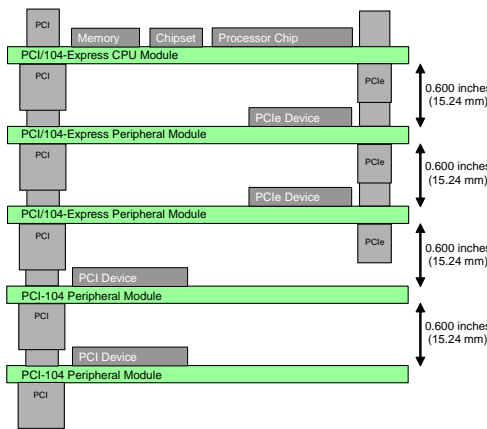 PCI
Memory
Chipset
Processor Chip
PCI/104-Express CPU Module
PCI
PCIe
0.600 inches
(15.24 mm)
PCIe Device
PCI/104-Express Peripheral Module
PCI
PCIe
0.600 inches
(15.24 mm)
PCIe Device
PCI/104-Express Peripheral Module
PCI
PCIe
0.600 inches
(15.24 mm)
PCI Device
PCI-104 Peripheral Module
PCI
0.600 inches
(15.24 mm)
PCI Device
PCI-104 Peripheral Module
PCI